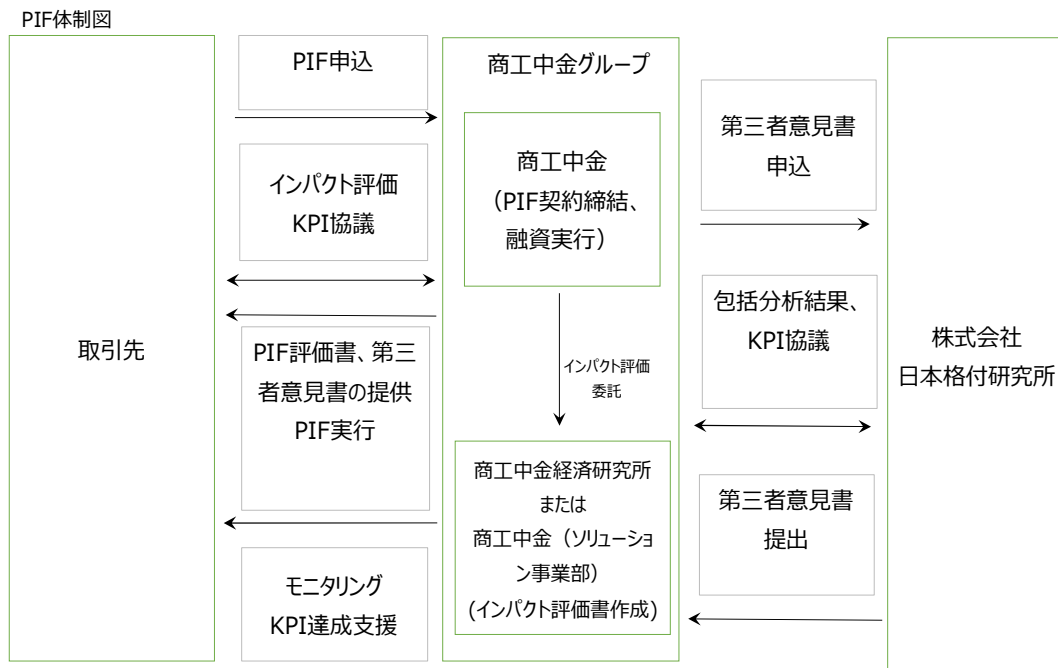 PIF体制図
取引先
PIF申込
インパクト評価
KPI協議
PIF評価書、第三
者意見書の提供
PIF実行
モニタリング
KPI達成支援
商工中金グループ
商工中金
（PIF契約締結、
融資実行）
インパクト評価
委託
商工中金経済研究所
または
商工中金（ソリューショ
ン事業部）
(インパクト評価書作成)
第三者意見書
申込
包括分析結果、
KPI協議
第三者意見書
提出
株式会社
日本格付研究所